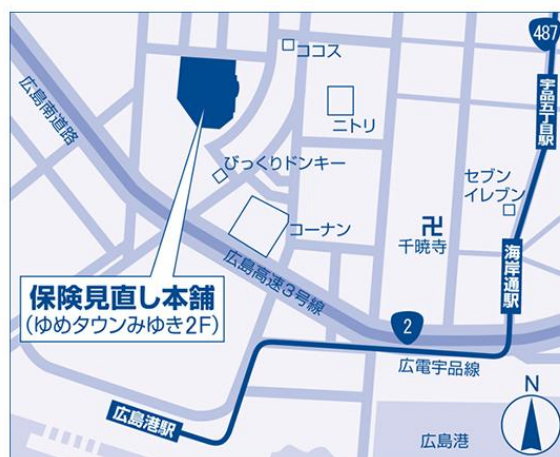 487
ココス
宇品五丁目駅
広島南道路
ニトリ
びっくりドンキー
セブン
イレブン
コーナン
卍
千暁寺
海岸通駅
広島高速3号線
保険見直し本舗
(ゆめタウンみゆき2F)
2
広電宇品線
広島港駅
N
広島港